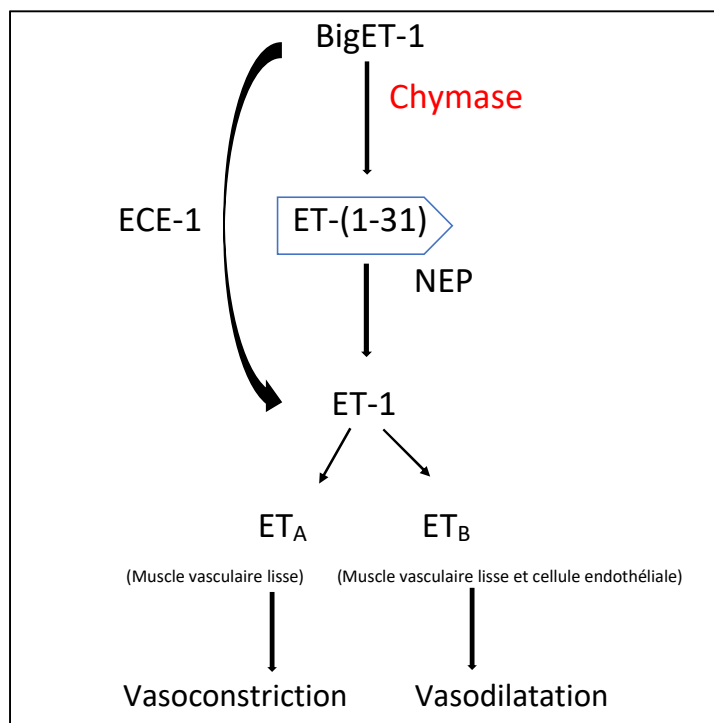 BigET-1
Chymase
ECE-1
ET-(1-31)
NEP
ET-1
ETA
ETB
(Muscle vasculaire lisse)
(Muscle vasculaire lisse et cellule endothéliale)
Vasoconstriction
Vasodilatation